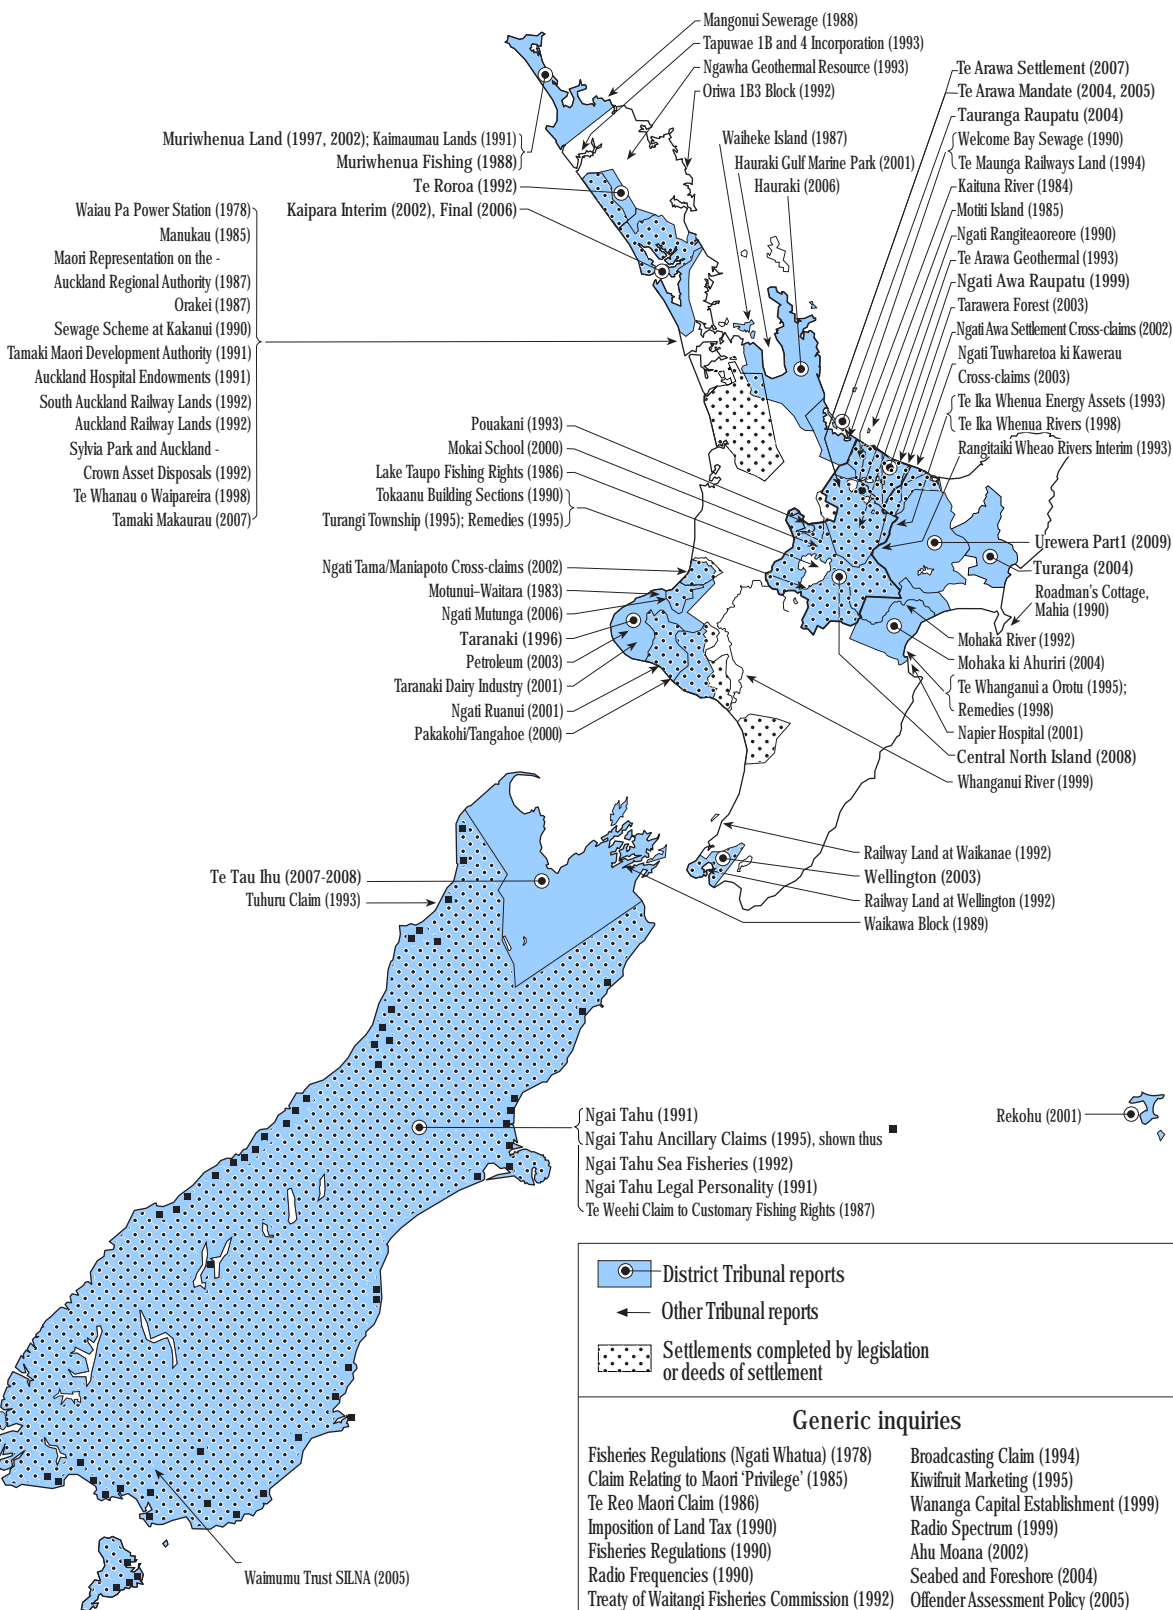 Mangonui Sewerage (1988)
Tapuwae 1B and 4 Incorporation (1993)
Ngawha Geothermal Resource (1993)
Oriwa 1B3 Block (1992)
Muriwhenua Land (1997, 2002); Kaimaumau Lands (1991)
Muriwhenua Fishing (1988)
Te Roroa (1992)
Kaipara Interim (2002), Final (2006)
Waiau Pa Power Station (1978)
Manukau (1985)
Maori Representation on the -
Auckland Regional Authority (1987)
Orakei (1987)
Sewage Scheme at Kakanui (1990)
Tamaki Maori Development Authority (1991)
Auckland Hospital Endowments (1991)
South Auckland Railway Lands (1992)
Auckland Railway Lands (1992)
Sylvia Park and Auckland -
Crown Asset Disposals (1992)
Te Whanau o Waipareira (1998)
Tamaki Makaurau (2007)
Waiheke Island (1987)
Hauraki Gulf Marine Park (2001)
Hauraki (2006)
Te Arawa Settlement (2007)
Te Arawa Mandate (2004, 2005)
Tauranga Raupatu (2004)
Welcome Bay Sewage (1990)
Te Maunga Railways Land (1994)
Kaituna River (1984)
Motiti Island (1985)
Ngati Rangiteaorere (1990)
Te Arawa Geothermal (1993)
Ngati Awa Raupatu (1999)
Tarawera Forest (2003)
Ngati Awa Settlement Cross-claims (2002)
Ngati Tuwharetoa ki Kawerau
Cross-claims (2003)
Te Ika Whenua Energy Assets (1993)
Te Ika Whenua Rivers (1998)
Rangitaiki Wheao Rivers Interim (1993)
Pouakani (1993)
Mokai School (2000)
Lake Taupo Fishing Rights (1986)
Tokaanu Building Sections (1990)
Turangi Township (1995); Remedies (1995)
Ngati Tama/Maniapoto Cross-claims (2002)
Motunui–Waitara (1983)
Ngati Mutunga (2006)
Taranaki (1996)
Petroleum (2003)
Taranaki Dairy Industry (2001)
Ngati Ruanui (2001)
Pakakohi/Tangahoe (2000)
Urewera Part1 (2009)
Turanga (2004)
Roadman's Cottage,
Mahia (1990)
Mohaka River (1992)
Mohaka ki Ahuriri (2004)
Te Whanganui a Orotu (1995);
Remedies (1998)
Napier Hospital (2001)
Central North Island (2008)
Whanganui River (1999)
Railway Land at Waikanae (1992)
Wellington (2003)
Railway Land at Wellington (1992)
Waikawa Block (1989)
Te Tau Ihu (2007-2008)
Tuhuru Claim (1993)
Rekohu (2001)
Ngai Tahu (1991)
Ngai Tahu Ancillary Claims (1995), shown thus
Ngai Tahu Sea Fisheries (1992)
Ngai Tahu Legal Personality (1991)
Te Weehi Claim to Customary Fishing Rights (1987)
Waimumu Trust SILNA (2005)
District Tribunal reports
Other Tribunal reports
Settlements completed by legislation
or deeds of settlement
Generic inquiries
Fisheries Regulations (Ngati Whatua) (1978)
Claim Relating to Maori ‘Privilege’ (1985)
Te Reo Maori Claim (1986)
Imposition of Land Tax (1990)
Fisheries Regulations (1990)
Radio Frequencies (1990)
Treaty of Waitangi Fisheries Commission (1992)
Broadcasting Claim (1994)
Kiwifruit Marketing (1995)
Wananga Capital Establishment (1999)
Radio Spectrum (1999)
Ahu Moana (2002)
Seabed and Foreshore (2004)
Offender Assessment Policy (2005)